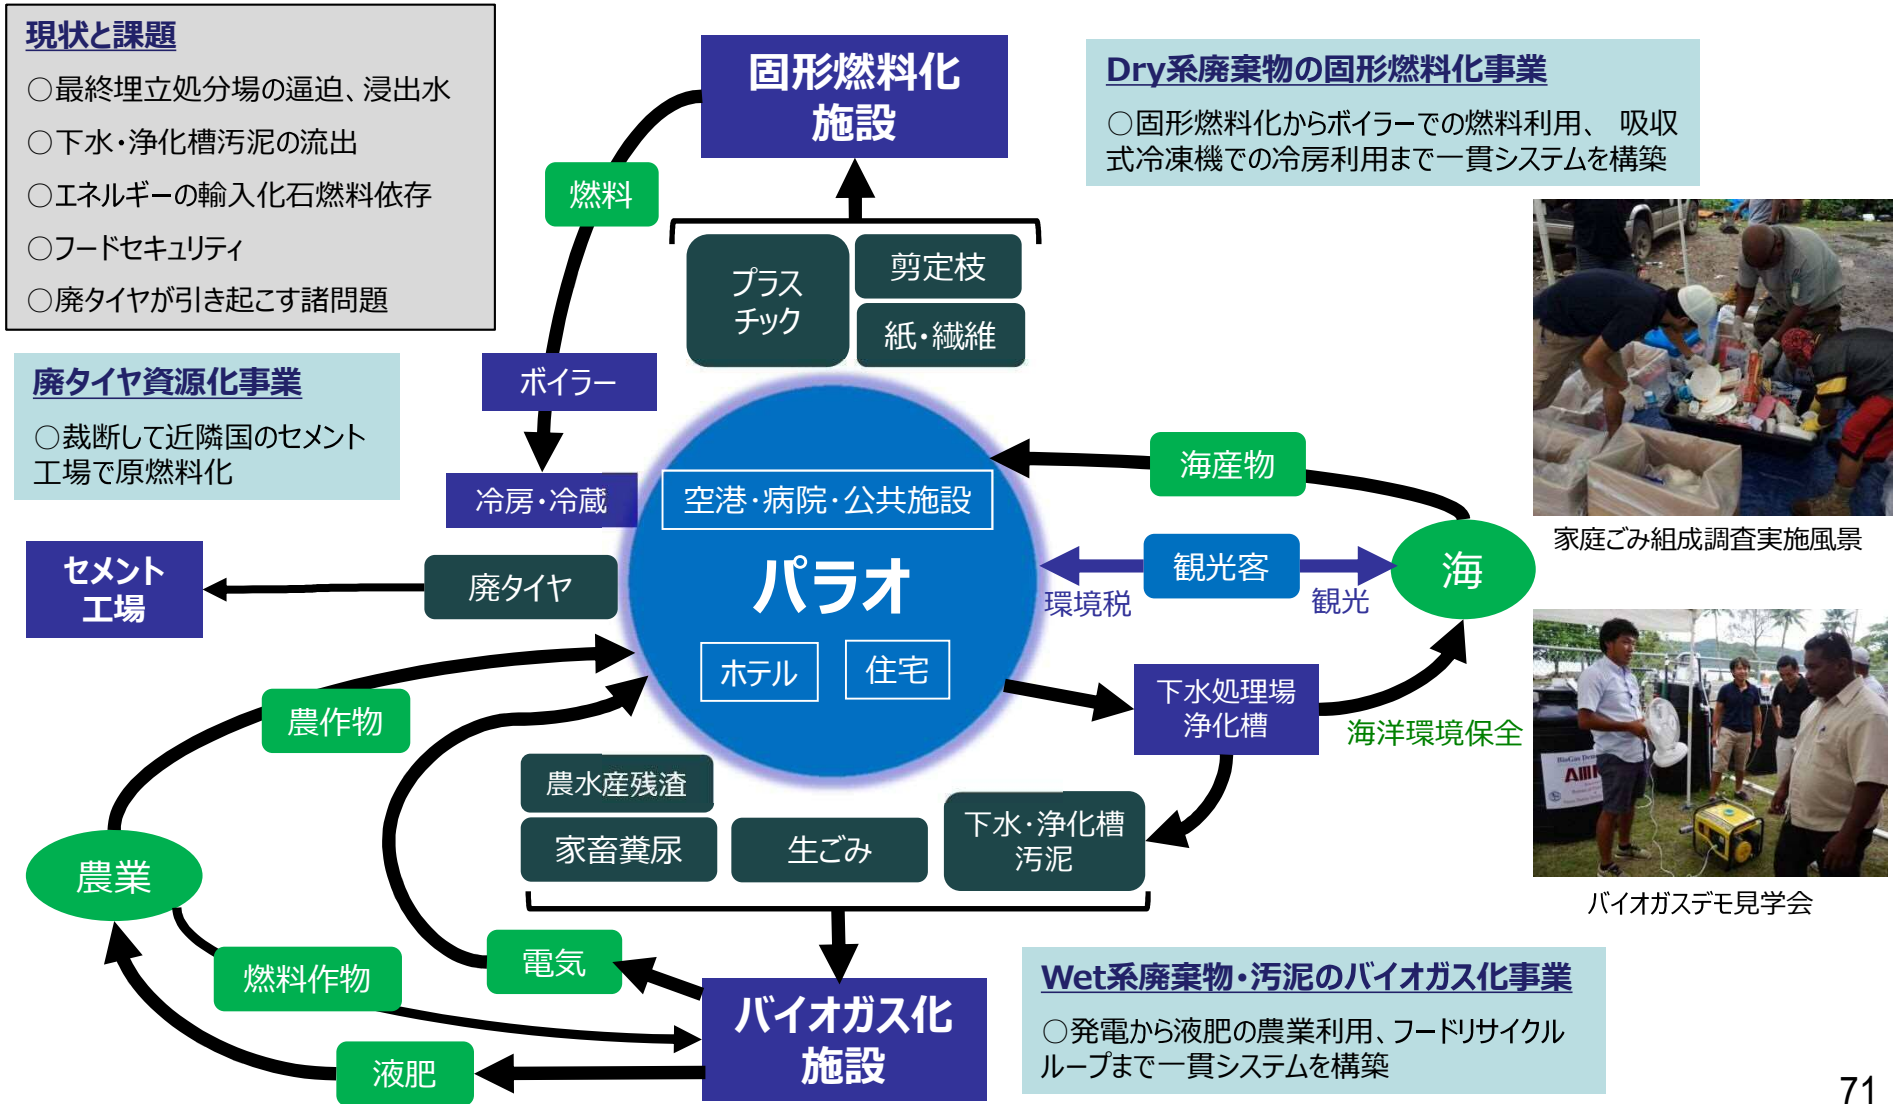 現状と課題
○最終埋立処分場の逼迫、浸出水
○下水・浄化槽汚泥の流出
○エネルギーの輸入化石燃料依存
○フードセキュリティ
○廃タイヤが引き起こす諸問題
固形燃料化
施設
Dry系廃棄物の固形燃料化事業
○固形燃料化からボイラーでの燃料利用、 吸収
式冷凍機での冷房利用まで一貫システムを構築
燃料
プラス
チック
剪定枝
紙・繊維
廃タイヤ資源化事業
○裁断して近隣国のセメント
工場で原燃料化
ボイラー
冷房・冷蔵
空港・病院・公共施設
海産物
家庭ごみ組成調査実施風景
セメント
工場
廃タイヤ
パラオ
観光客
海
環境税
観光
ホテル
住宅
下水処理場
浄化槽
海洋環境保全
農作物
農水産残渣
家畜糞尿
生ごみ
下水・浄化槽
汚泥
農業
BioGas
バイオガスデモ見学会
電気
燃料作物
液肥
バイオガス化
施設
Wet系廃棄物・汚泥のバイオガス化事業
○発電から液肥の農業利用、フードリサイクル
ループまで一貫システムを構築
71